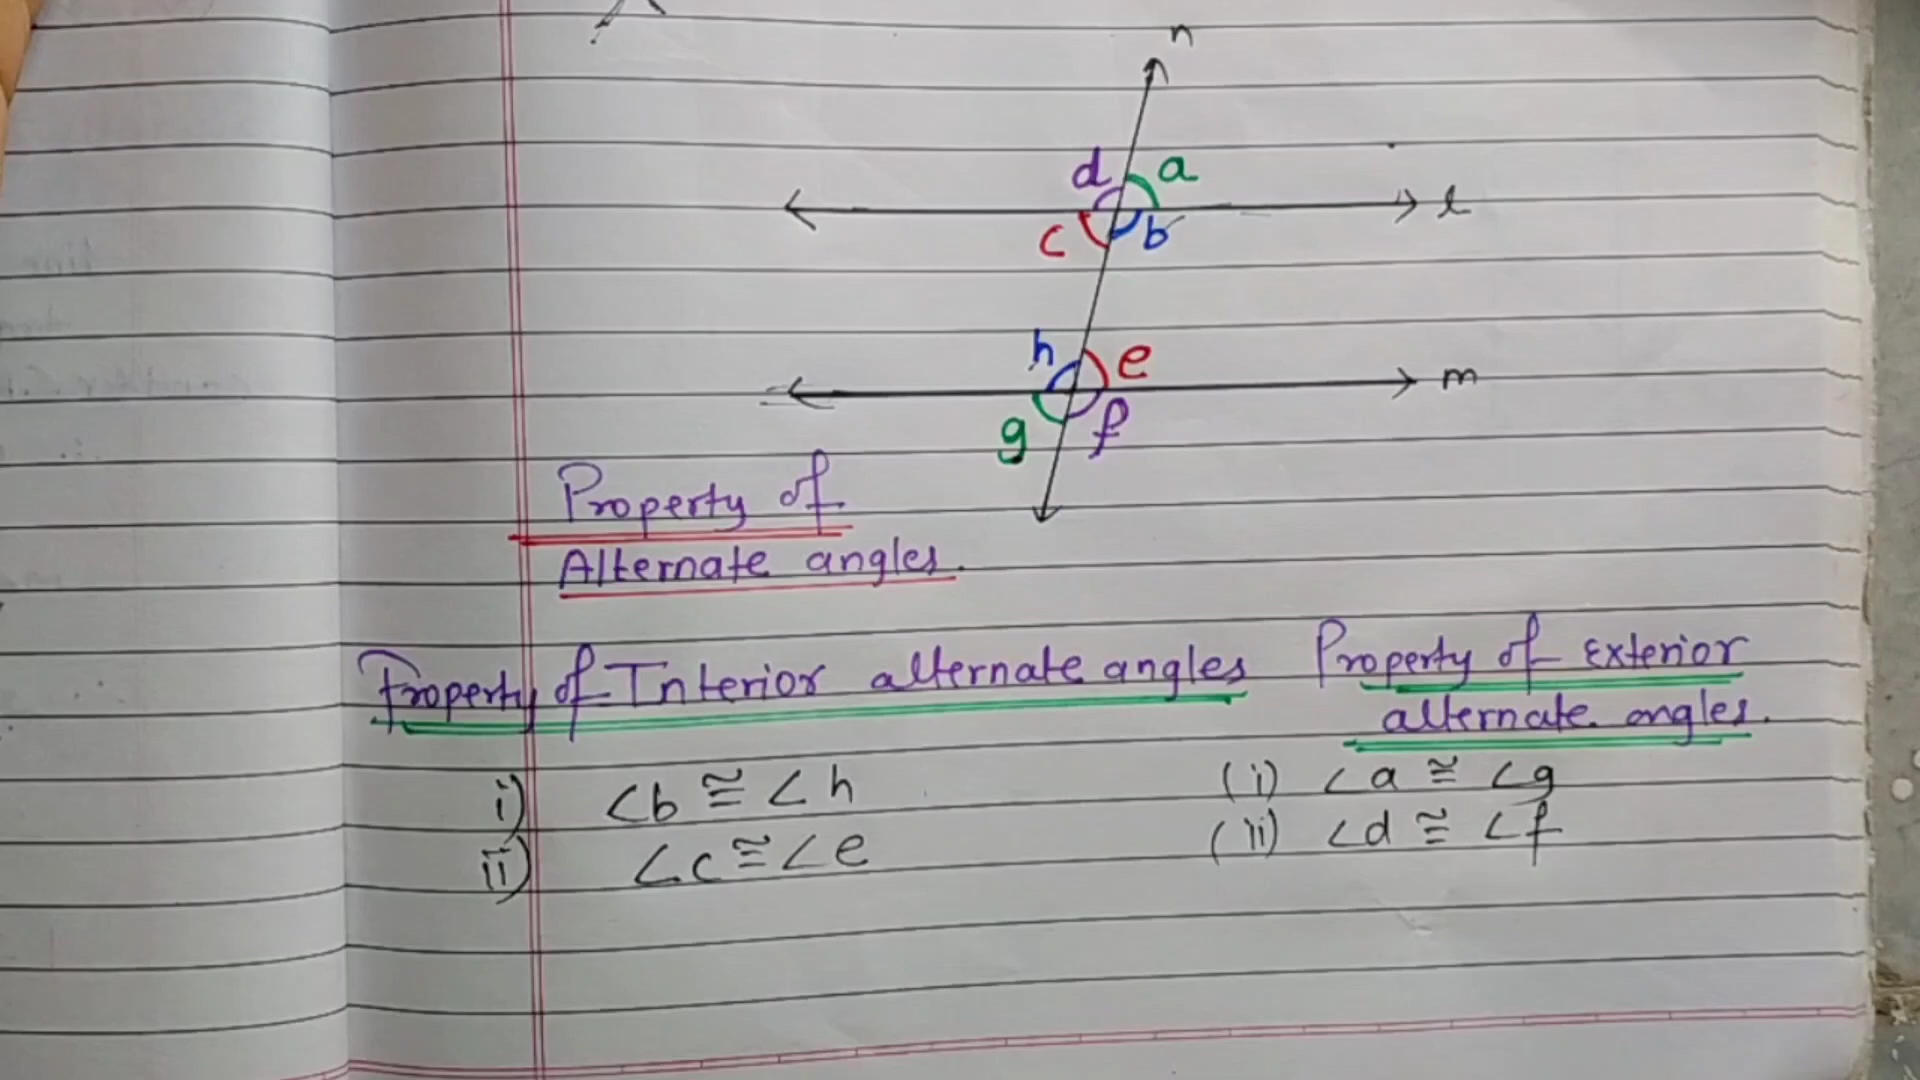 n
d a
l
c b
h e
m
g f
Property of
Alternate angles.
Property of Interior alternate angles
Property of Exterior
alternate angles.
i) ∠b ≅ ∠h
ii) ∠c ≅ ∠e
(i) ∠a ≅ ∠g
(ii) ∠d ≅ ∠f